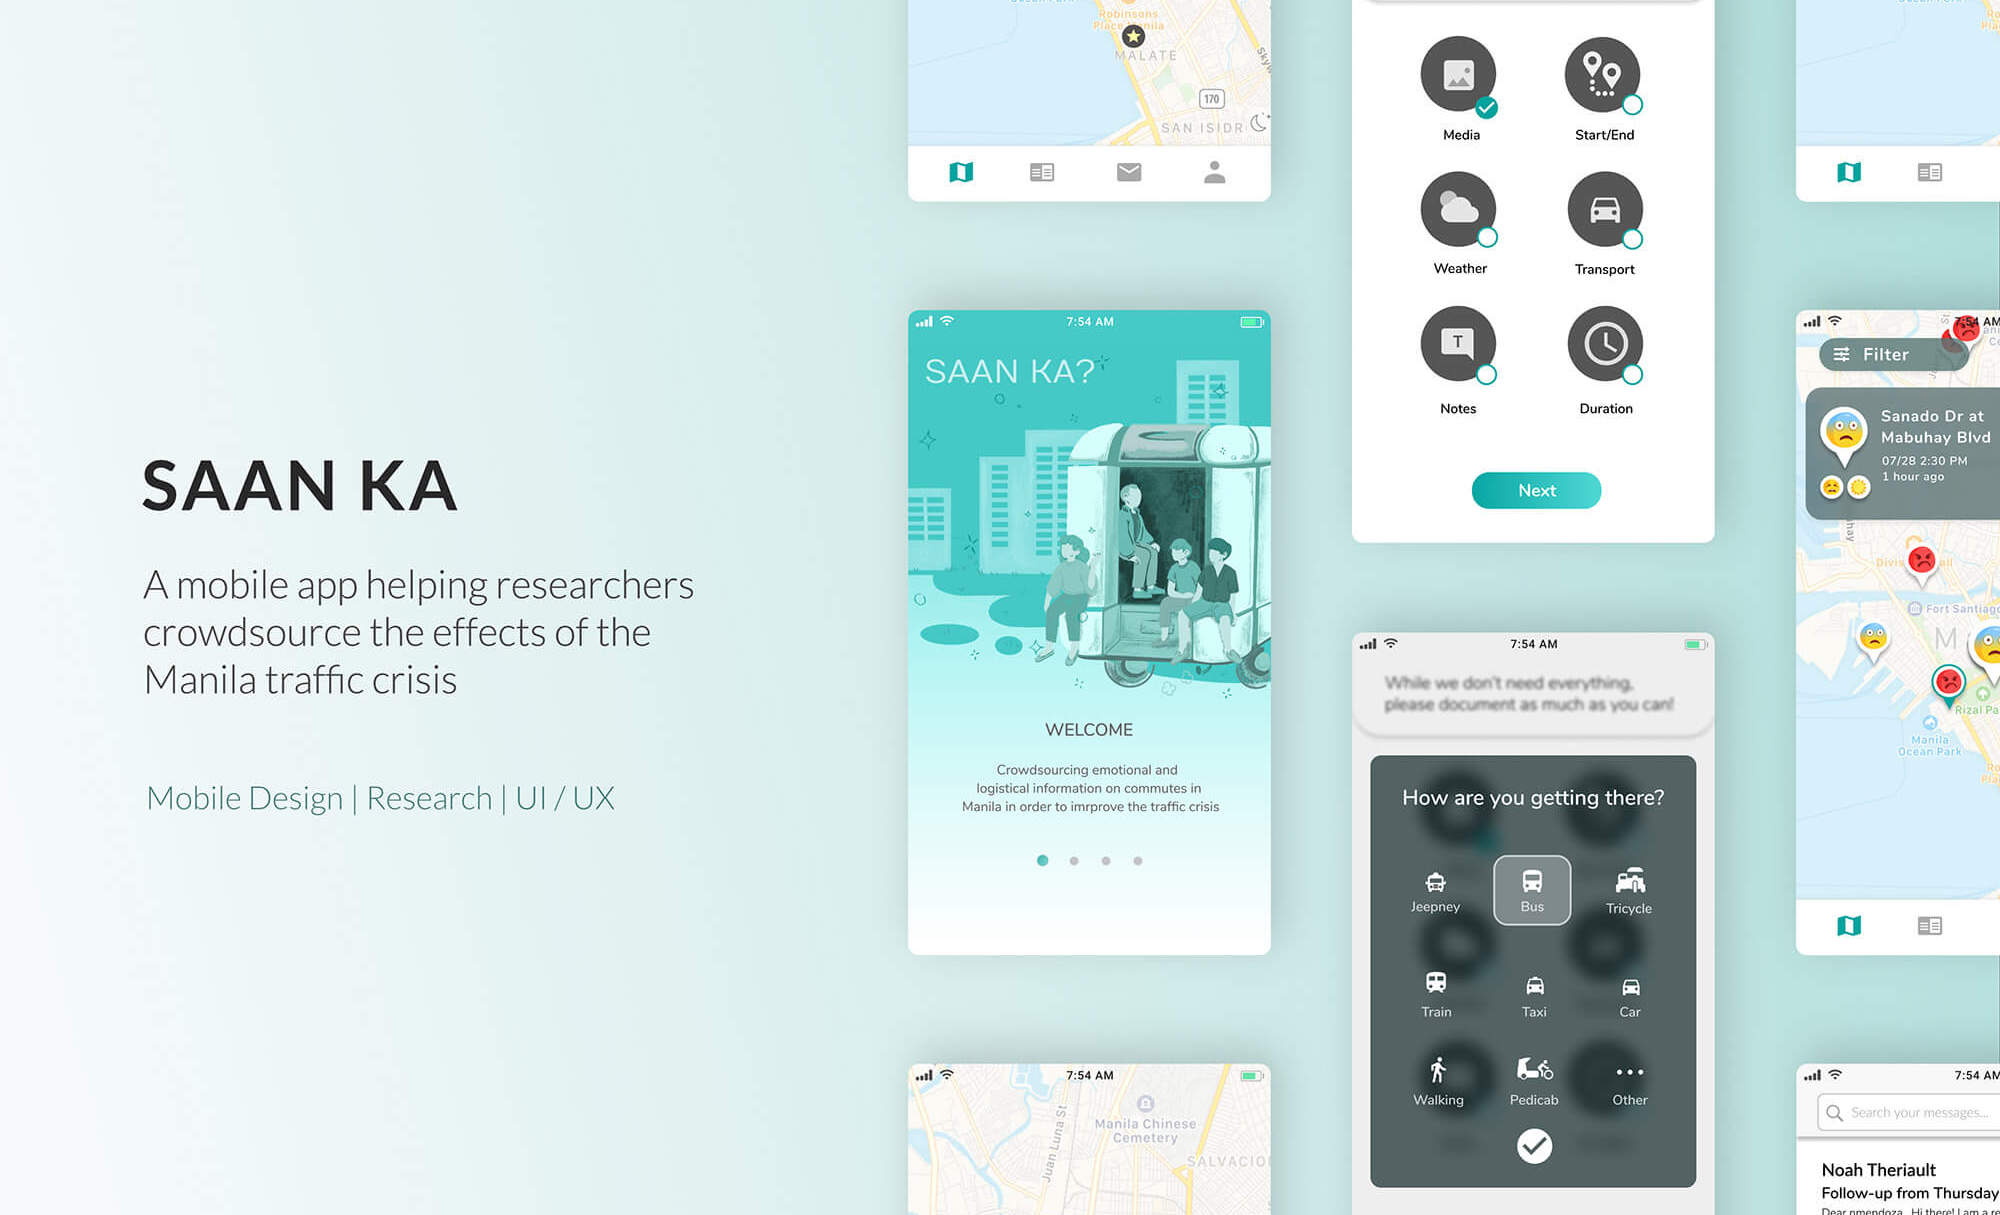 SAAN KA
A mobile app helping researchers
crowdsource the effects of the
Manila traffic crisis
Mobile Design | Research | UI / UX
Robinsons
Place Manila
MALATE
170
SAN ISIDR
7:54 AM
SAAN KA?
WELCOME
Crowdsourcing emotional and
logistical information on commutes in
Manila in order to imrprove the traffic crisis
7:54 AM
Juan Luna St
Manila Chinese
Cemetery
SALVACIO
Media
Start/End
Weather
Transport
T
Notes
Duration
Next
7:54 AM
While we don't need everything,
please document as much as you can!
How are you getting there?
Jeepney
Bus
Tricycle
Train
Taxi
Car
Walking
Pedicab
Other
7:54 AM
Filter
Sanado Dr at
Mabuhay Blvd
07/28 2:30 PM
1 hour ago
Fort Santiago
M
Rizal Pa
Manila
Ocean Park
7:54 AM
Search your messages...
Noah Theriault
Follow-up from Thursday
Dear nmendoza, Hi there! I am a re